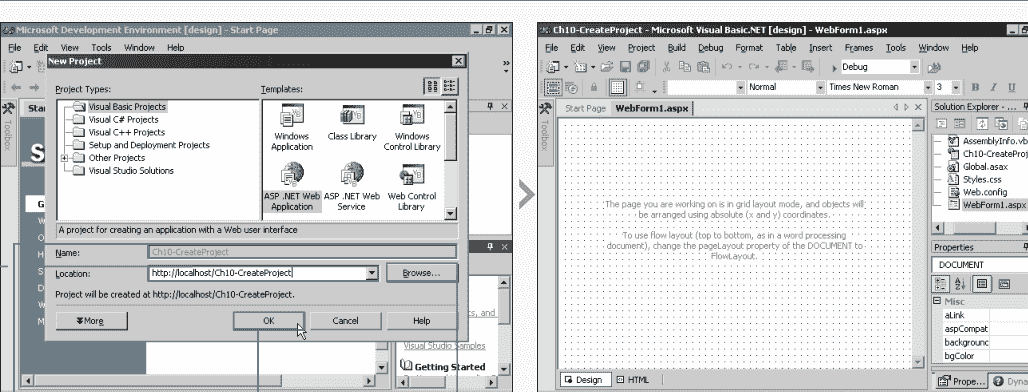 Microsoft Development Environment [design] - Start Page
File Edit View Tools Window Help
New Project
Project Types:
Templates:
Visual Basic Projects
Visual C# Projects
Visual C++ Projects
Setup and Deployment Projects
Other Projects
Visual Studio Solutions
Windows Application
Class Library
Windows Control Library
ASP .NET Web Application
ASP .NET Web Service
Web Control Library
A project for creating an application with a Web user interface
Name:
Ch10-CreateProject
Location:
http://localhost/Ch10-CreateProject
Browse...
Project will be created at http://localhost/Ch10-CreateProject.
More
OK
Cancel
Help
Toolbox
Visual Studio Samples
Getting Started
Ch10-CreateProject - Microsoft Visual Basic.NET [design] - WebForm1.aspx
File Edit View Project Build Debug Format Table Insert Frames Tools Window Help
Debug
Normal
Times New Roman
3
B I U
Toolbox
Start Page WebForm1.aspx
The page you are working on is in grid layout mode, and objects will
be arranged using absolute (x and y) coordinates.
To use flow layout (top to bottom, as in a word processing
document), change the pageLayout property of the DOCUMENT to
FlowLayout.
Design HTML
Solution Explorer - ...
AssemblyInfo.vb
Ch10-CreateProj
Global.asax
Styles.css
Web.config
WebForm1.aspx
Properties
DOCUMENT
Misc
aLink
aspCompat
background
bgColor
Prope... Dyna